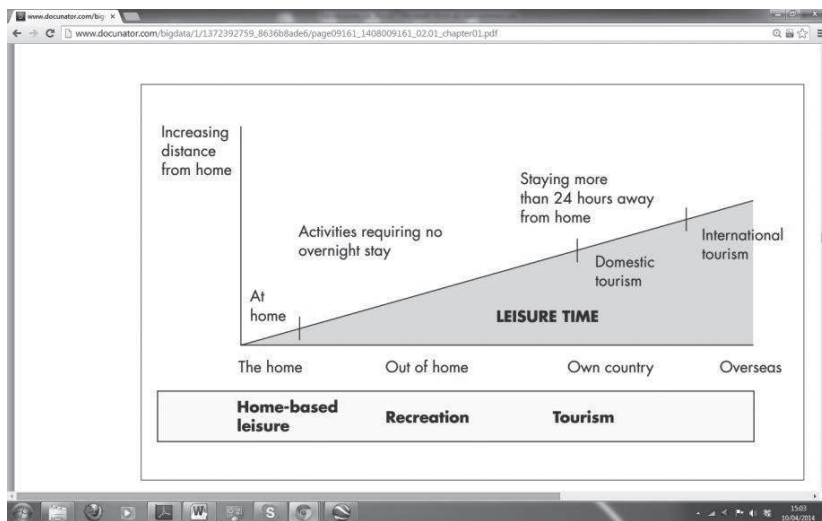 www.docunator.com/big
www.docunator.com/bigdata/1/1372392759_8636b8ade6/page09161_1408009161_02.01_chapter01.pdf
Increasing
distance
from home
Staying more
than 24 hours away
from home
Activities requiring no
overnight stay
International
tourism
Domestic
tourism
At
home
LEISURE TIME
The home
Out of home
Own country
Overseas
Home-based
leisure
Recreation
Tourism
W
S
15:03
10/04/2014